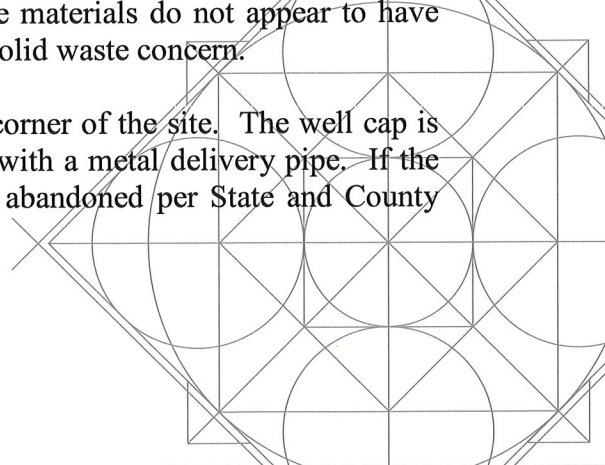 e materials do not appear to have
olid waste concern.
corner of the site. The well cap is
with a metal delivery pipe. If the
abandoned per State and County